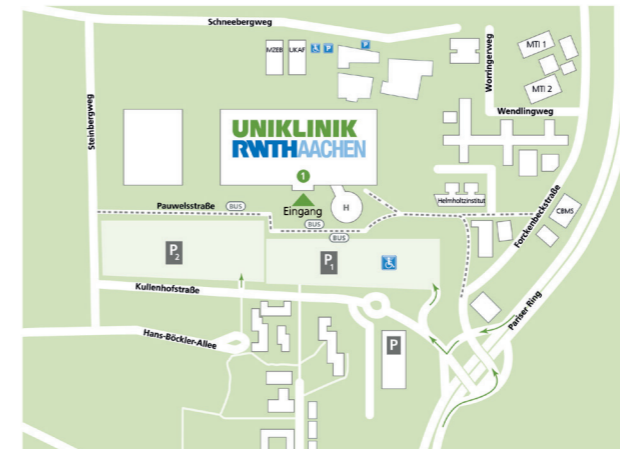 Schneebergweg
MZEB
UKAF
P
P
MTI 1
MTI 2
Worringerweg
Wendlingweg
Steinbergweg
UNIKLINIK
RWTHAACHEN
1
Eingang
H
Helmholtzinstitut
Pauwelsstraße
BUS
BUS
BUS
CBMS
Forckenbeckstraße
P2
P1
Kullenhofstraße
Pariser Ring
Hans-Böckler-Allee
P